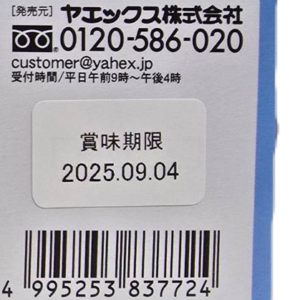 [発売元] ヤエックス株式会社
0120-586-020
customer@yahex.jp
受付時間/平日午前9時〜午後4時
賞味期限
2025.09.04
4 995253 837724